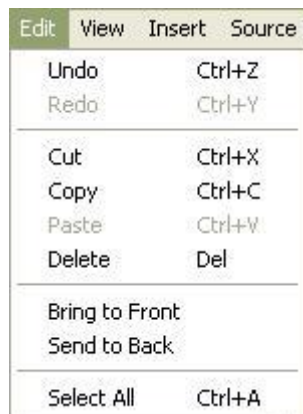 Edit View Insert Source
Undo Ctrl+Z
Redo Ctrl+Y
Cut Ctrl+X
Copy Ctrl+C
Paste Ctrl+V
Delete Del
Bring to Front
Send to Back
Select All Ctrl+A